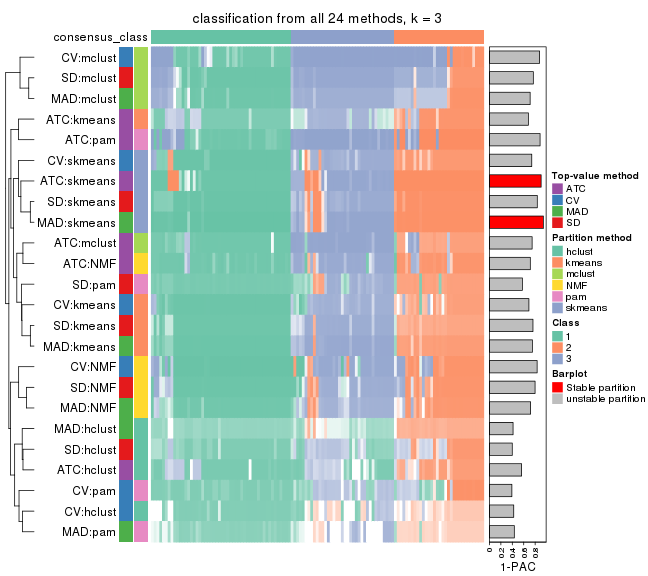 classification from all 24 methods, k = 3
consensus_class
CV:mclust
SD:mclust
MAD:mclust
ATC:kmeans
ATC:pam
CV:skmeans
ATC:skmeans
SD:skmeans
MAD:skmeans
ATC:mclust
ATC:NMF
SD:pam
CV:kmeans
SD:kmeans
MAD:kmeans
CV:NMF
SD:NMF
MAD:NMF
MAD:hclust
SD:hclust
ATC:hclust
CV:pam
CV:hclust
MAD:pam
0 0.2 0.4 0.6 0.8
1-PAC
Top-value method
ATC
CV
MAD
SD
Partition method
hclust
kmeans
mclust
NMF
pam
skmeans
Class
1
2
3
Barplot
Stable partition
unstable partition